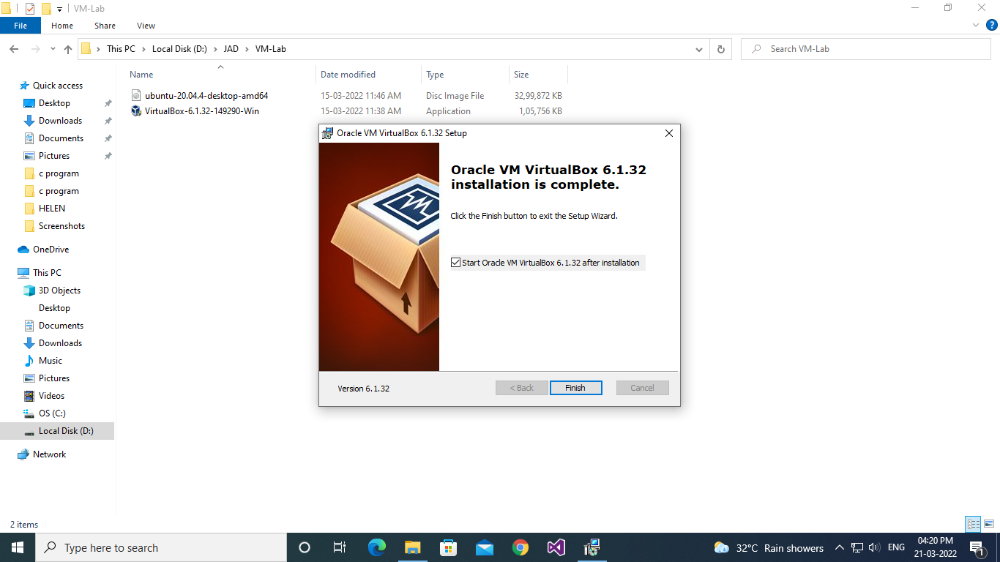 VM-Lab
File Home Share View
This PC Local Disk (D:) JAD VM-Lab
Search VM-Lab
Quick access
Desktop
Downloads
Documents
Pictures
c program
c program
HELEN
Screenshots
OneDrive
This PC
3D Objects
Desktop
Documents
Downloads
Music
Pictures
Videos
OS (C:)
Local Disk (D:)
Network
Name Date modified Type Size
ubuntu-20.04.4-desktop-amd64 15-03-2022 11:46 AM Disc Image File 32,99,872 KB
VirtualBox-6.1.32-149290-Win 15-03-2022 11:38 AM Application 1,05,756 KB
Oracle VM VirtualBox 6.1.32 Setup
Oracle VM VirtualBox 6.1.32
installation is complete.
Click the Finish button to exit the Setup Wizard.
Start Oracle VM VirtualBox 6.1.32 after installation
Version 6.1.32
< Back Finish Cancel
2 items
Type here to search
32°C Rain showers
ENG
04:20 PM
21-03-2022
1